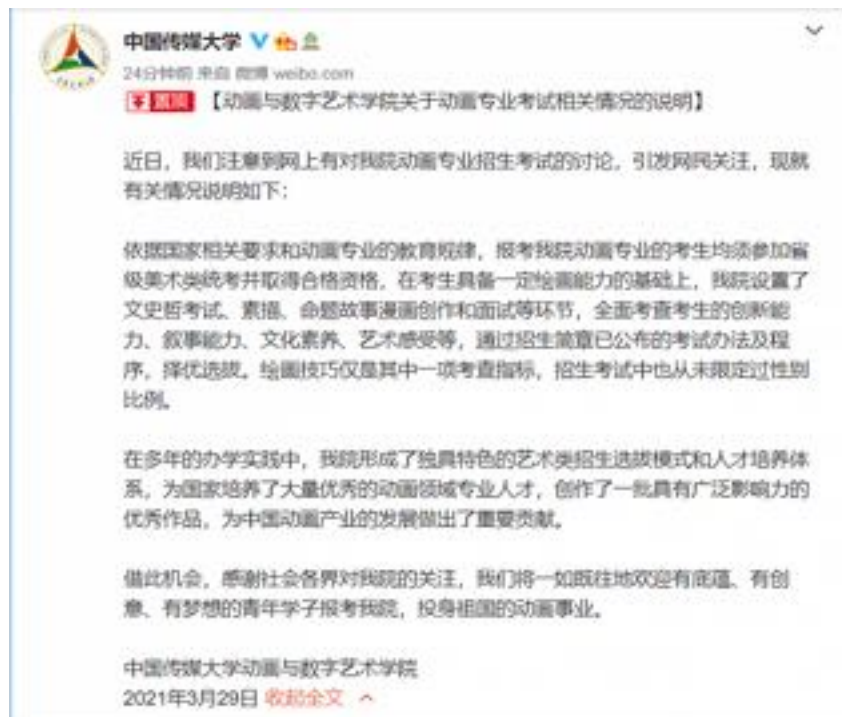 中国传媒大学
24分钟前 来自 微博 weibo.com
置顶 【动画与数字艺术学院关于动画专业考试相关情况的说明】
近日，我们注意到网上有对我院动画专业招生考试的讨论，引发网民关注，现就
有关情况说明如下：
依据国家相关要求和动画专业的教育规律，报考我院动画专业的考生均须参加省
级美术类统考并取得合格资格，在考生具备一定绘画能力的基础上，我院设置了
文史哲考试、素描、命题故事漫画创作和面试等环节，全面考查考生的创新能
力、叙事能力、文化素养、艺术感受等，通过招生简章已公布的考试办法及程
序，择优选拔。绘画技巧仅是其中一项考查指标，招生考试中也从未限定过性别
比例。
在多年的办学实践中，我院形成了独具特色的艺术类招生选拔模式和人才培养体
系，为国家培养了大量优秀的动画领域专业人才，创作了一批具有广泛影响力的
优秀作品，为中国动画产业的发展做出了重要贡献。
借此机会，感谢社会各界对我院的关注，我们将一如既往地欢迎有底蕴、有创
意、有梦想的青年学子报考我院，投身祖国的动画事业。
中国传媒大学动画与数字艺术学院
2021年3月29日 收起全文